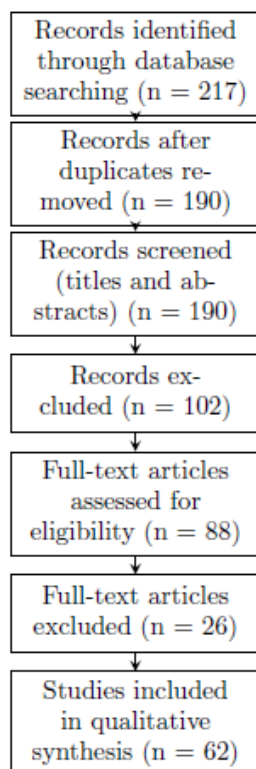 Records identified
through database
searching (n = 217)
Records after
duplicates re-
moved (n = 190)
Records screened
(titles and ab-
stracts) (n = 190)
Records ex-
cluded (n = 102)
Full-text articles
assessed for
eligibility (n = 88)
Full-text articles
excluded (n = 26)
Studies included
in qualitative
synthesis (n = 62)